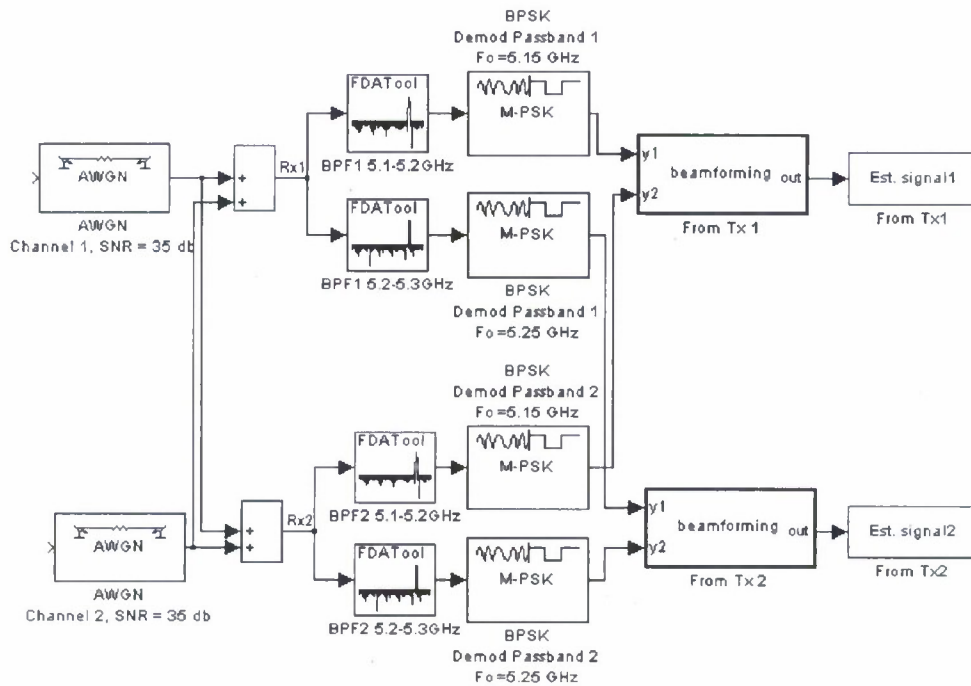 BPSK
Demod Passband 1
Fo=5.15 GHz
FDATool
M-PSK
BPF1 5.1-5.2GHz
AWGN
AWGN
Channel 1, SNR = 35 db
+
+
Rx1
y1
y2
beamforming
out
From Tx 1
Est. signal1
From Tx1
FDATool
M-PSK
BPF1 5.2-5.3GHz
BPSK
Demod Passband 1
Fo=5.25 GHz
BPSK
Demod Passband 2
Fo=5.15 GHz
FDATool
M-PSK
BPF2 5.1-5.2GHz
AWGN
AWGN
Channel 2, SNR = 35 db
+
+
Rx2
y1
y2
beamforming
out
From Tx 2
Est. signal2
From Tx2
FDATool
M-PSK
BPF2 5.2-5.3GHz
BPSK
Demod Passband 2
Fo=5.25 GHz